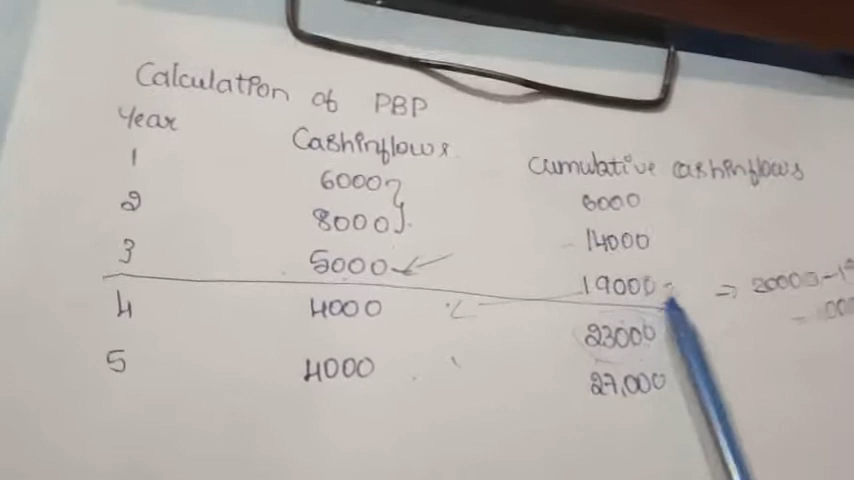 Calculation of PBP
Year Cashinflows Cumulative cashinflows
1 6000 6000
2 8000 14000
3 5000 19000 => 20000-1
4 4000 23000
5 4000 27,000